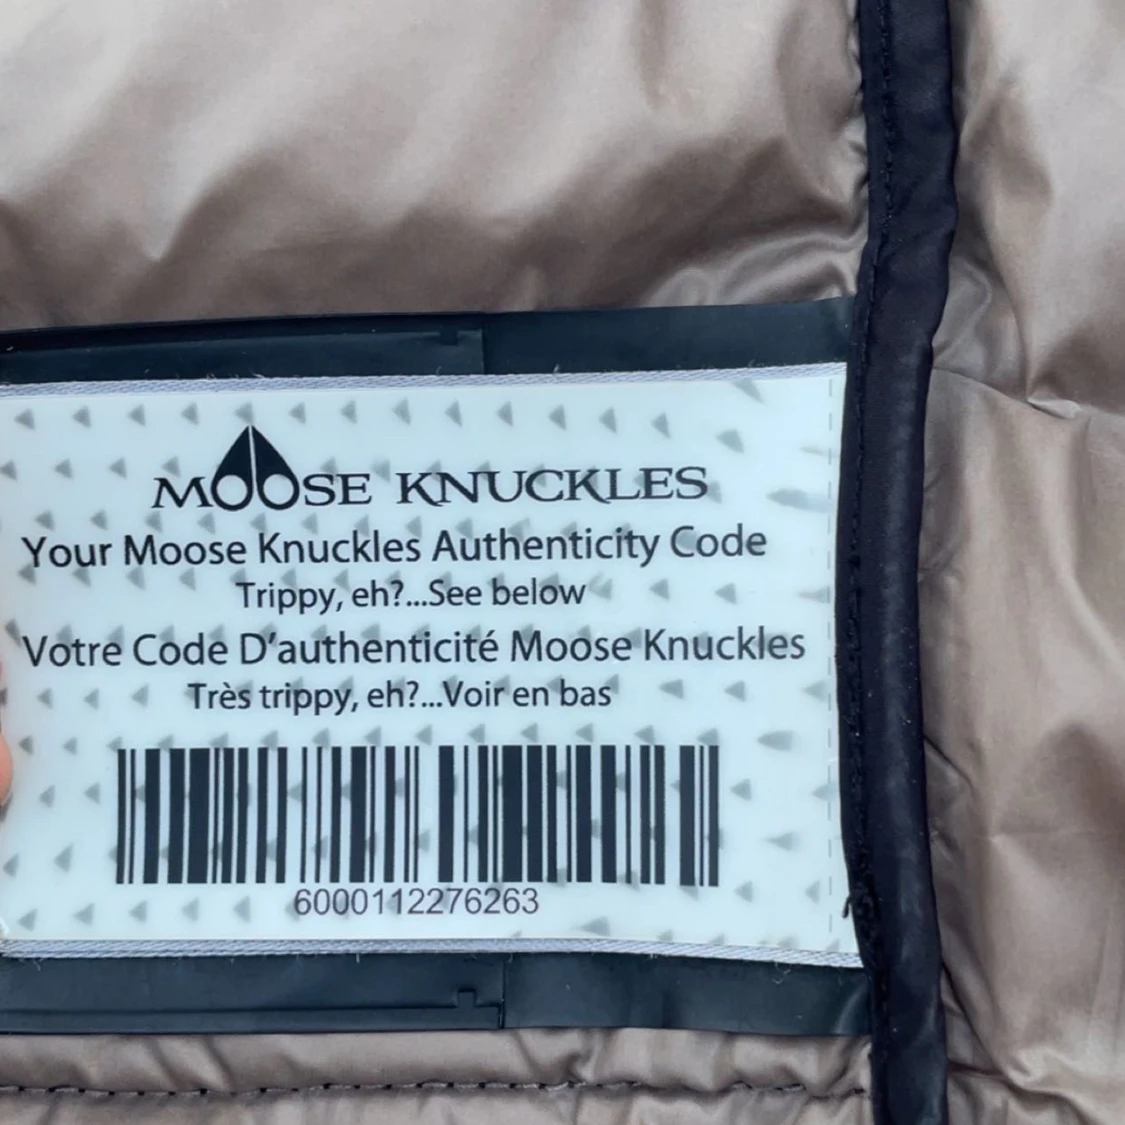 MOOSE KNUCKLES
Your Moose Knuckles Authenticity Code
Trippy, eh?...See below
Votre Code D'authenticité Moose Knuckles
Très trippy, eh?...Voir en bas
6000112276263